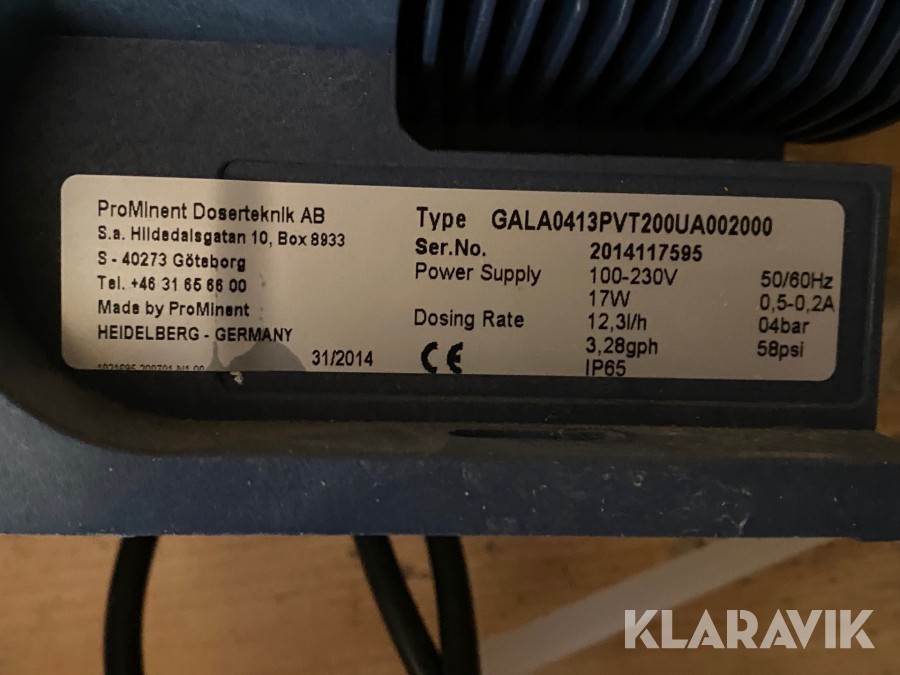 ProMinent Doserteknik AB
S.a. Hildedalsgatan 10, Box 8933
S - 40273 Göteborg
Tel. +46 31 65 66 00
Made by ProMinent
HEIDELBERG - GERMANY
31/2014
Type GALA0413PVT200UA002000
Ser.No. 2014117595
Power Supply 100-230V 50/60Hz
17W 0,5-0,2A
Dosing Rate 12,3l/h 04bar
3,28gph 58psi
CE IP65
KLARAVIK